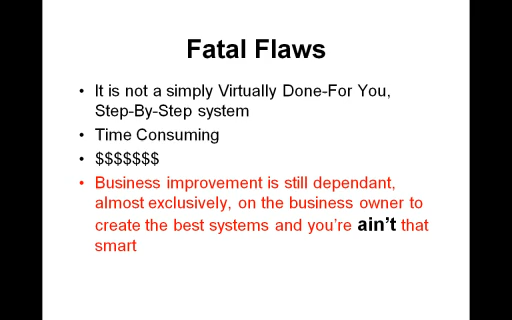 Fatal Flaws
• It is not a simply Virtually Done-For You,
Step-By-Step system
• Time Consuming
• $$$$$$$
• Business improvement is still dependant,
almost exclusively, on the business owner to
create the best systems and you're ain't that
smart